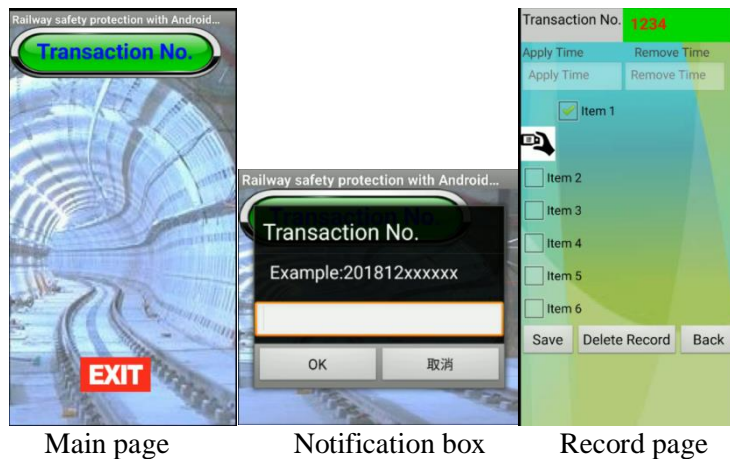 Railway safety protection with Android...
Transaction No.
EXIT
Main page
Railway safety protection with Android...
Transaction No.
Transaction No.
Example:201812xxxxxx
OK 取消
Notification box
Transaction No. 1234
Apply Time Remove Time
Apply Time Remove Time
Item 1
Item 2
Item 3
Item 4
Item 5
Item 6
Save Delete Record Back
Record page